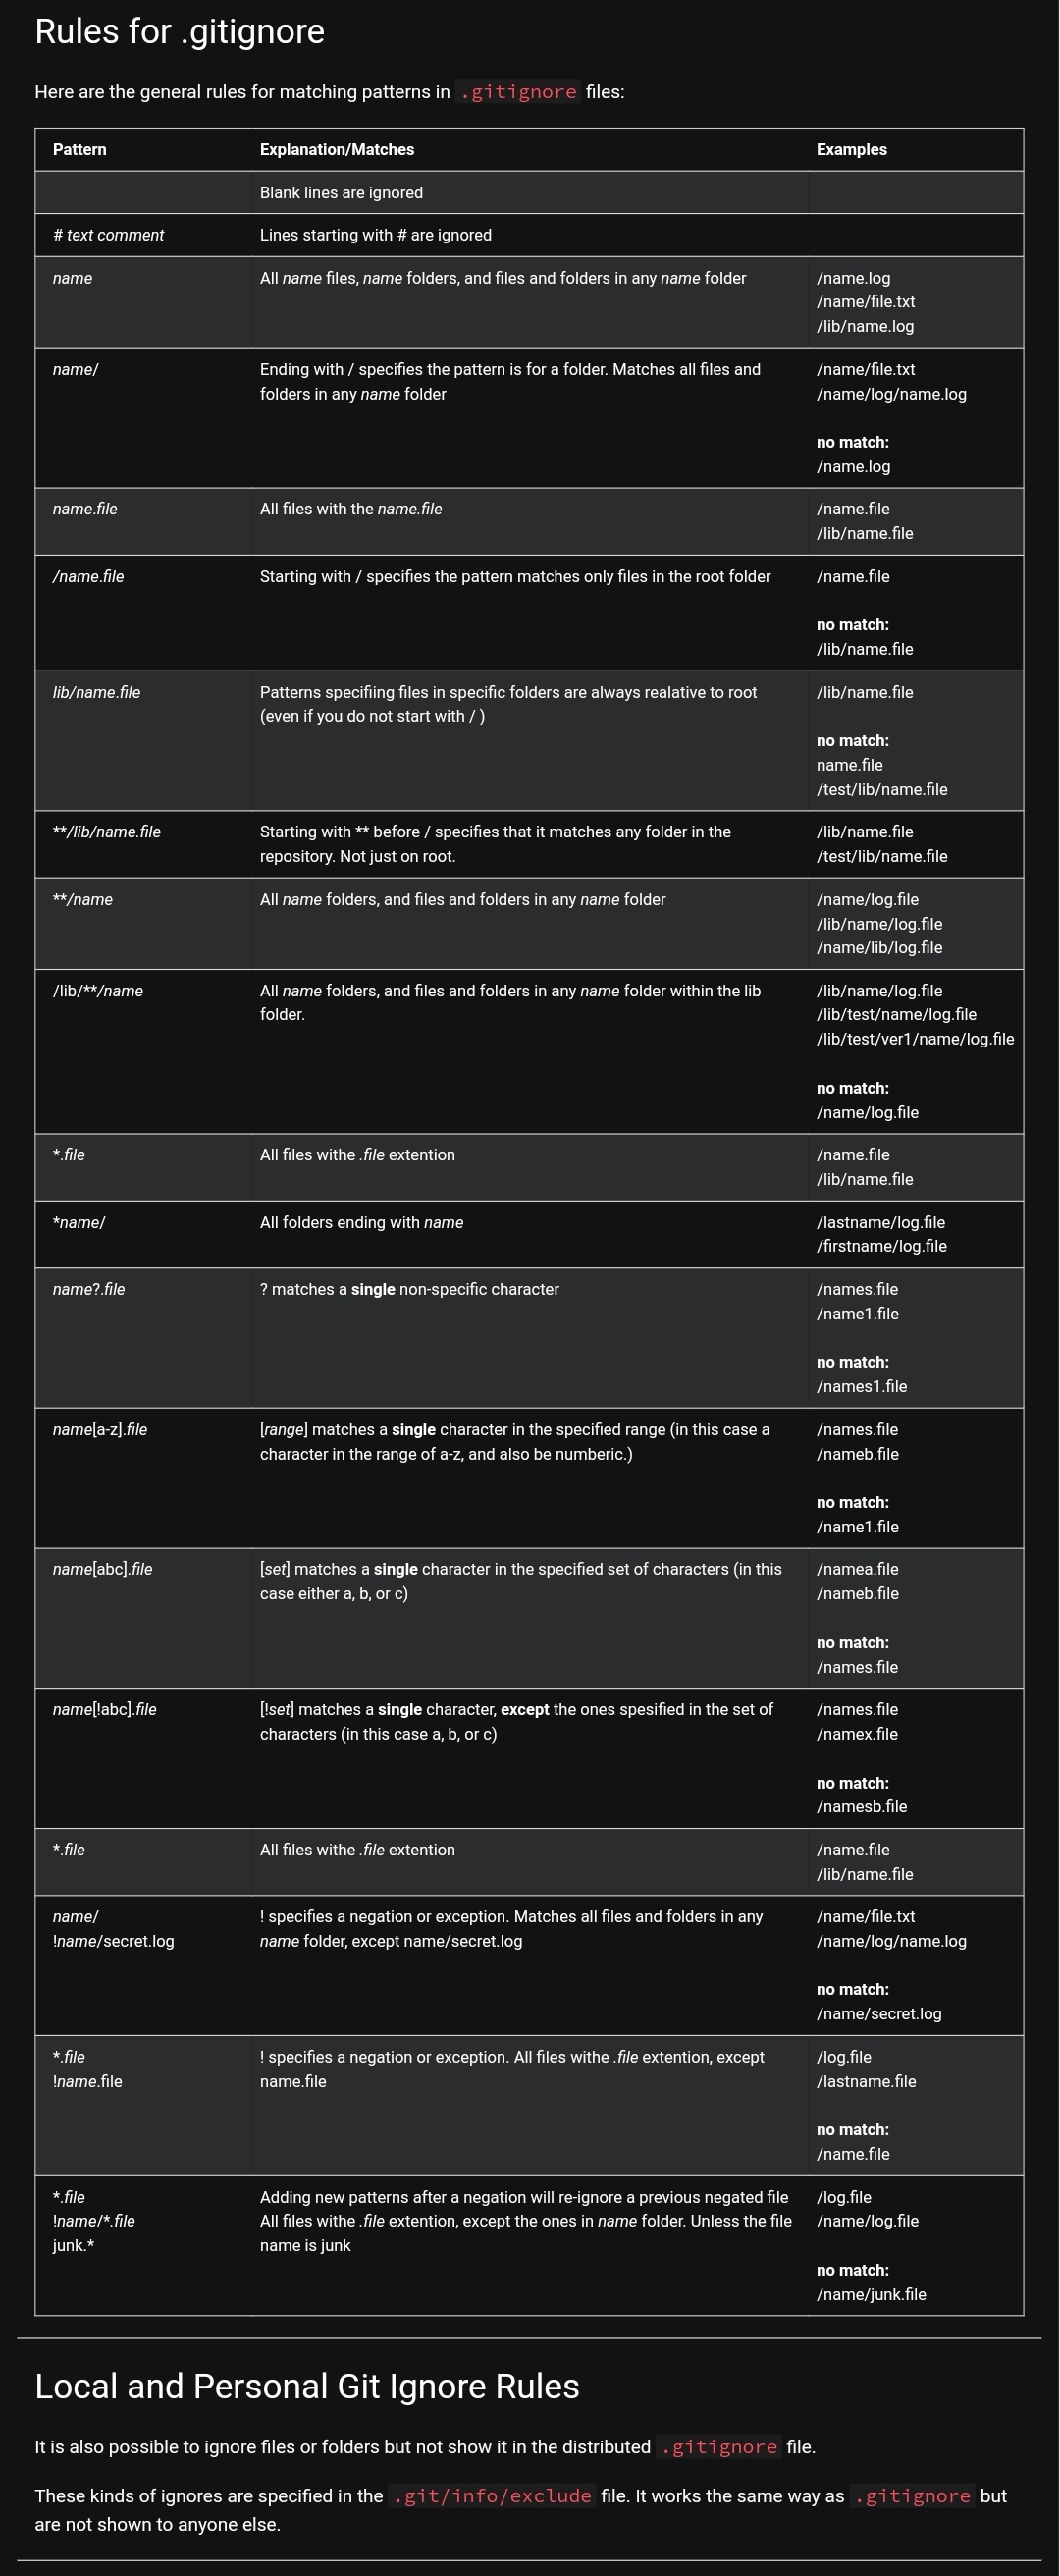 Rules for .gitignore
Here are the general rules for matching patterns in .gitignore files:
Pattern Explanation/Matches Examples
Blank lines are ignored
# text comment Lines starting with # are ignored
name All name files, name folders, and files and folders in any name folder /name.log
/name/file.txt
/lib/name.log
name/ Ending with / specifies the pattern is for a folder. Matches all files and /name/file.txt
folders in any name folder /name/log/name.log
no match:
/name.log
name.file All files with the name.file /name.file
/lib/name.file
/name.file Starting with / specifies the pattern matches only files in the root folder /name.file
no match:
/lib/name.file
lib/name.file Patterns specifiing files in specific folders are always realative to root /lib/name.file
(even if you do not start with / )
no match:
name.file
/test/lib/name.file
**/lib/name.file Starting with ** before / specifies that it matches any folder in the /lib/name.file
repository. Not just on root. /test/lib/name.file
**/name All name folders, and files and folders in any name folder /name/log.file
/lib/name/log.file
/name/lib/log.file
/lib/**/name All name folders, and files and folders in any name folder within the lib /lib/name/log.file
folder. /lib/test/name/log.file
/lib/test/ver1/name/log.file
no match:
/name/log.file
*.file All files withe .file extention /name.file
/lib/name.file
*name/ All folders ending with name /lastname/log.file
/firstname/log.file
name?.file ? matches a single non-specific character /names.file
/name1.file
no match:
/names1.file
name[a-z].file [range] matches a single character in the specified range (in this case a /names.file
character in the range of a-z, and also be numberic.) /nameb.file
no match:
/name1.file
name[abc].file [set] matches a single character in the specified set of characters (in this /namea.file
case either a, b, or c) /nameb.file
no match:
/names.file
name[!abc].file [!set] matches a single character, except the ones spesified in the set of /names.file
characters (in this case a, b, or c) /namex.file
no match:
/namesb.file
*.file All files withe .file extention /name.file
/lib/name.file
name/ ! specifies a negation or exception. Matches all files and folders in any /name/file.txt
!name/secret.log name folder, except name/secret.log /name/log/name.log
no match:
/name/secret.log
*.file ! specifies a negation or exception. All files withe .file extention, except /log.file
!name.file name.file /lastname.file
no match:
/name.file
*.file Adding new patterns after a negation will re-ignore a previous negated file /log.file
!name/*.file All files withe .file extention, except the ones in name folder. Unless the file /name/log.file
junk.* name is junk
no match:
/name/junk.file
Local and Personal Git Ignore Rules
It is also possible to ignore files or folders but not show it in the distributed .gitignore file.
These kinds of ignores are specified in the .git/info/exclude file. It works the same way as .gitignore but
are not shown to anyone else.